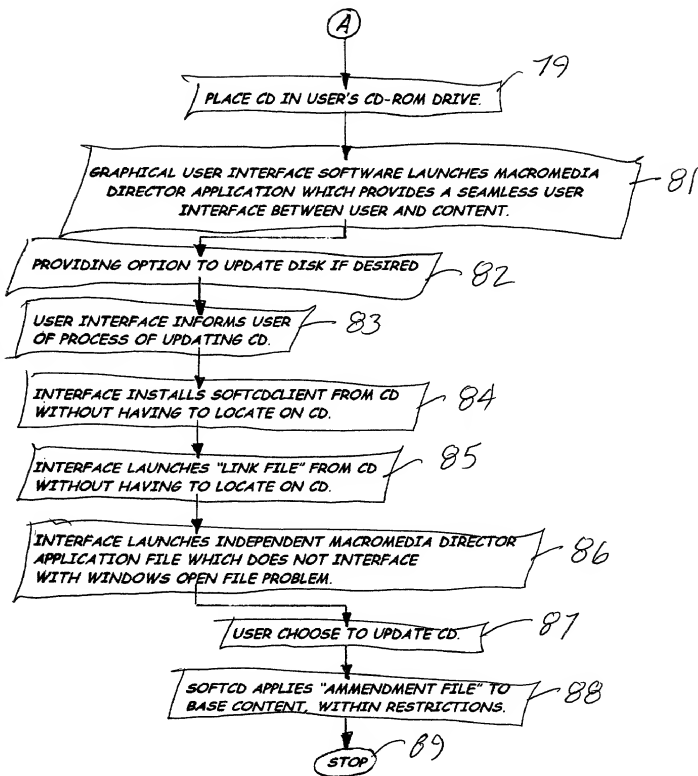 A
79
PLACE CD IN USER'S CD-ROM DRIVE.
GRAPHICAL USER INTERFACE SOFTWARE LAUNCHES MACROMEDIA
DIRECTOR APPLICATION WHICH PROVIDES A SEAMLESS USER
INTERFACE BETWEEN USER AND CONTENT.
81
PROVIDING OPTION TO UPDATE DISK IF DESIRED
82
USER INTERFACE INFORMS USER
OF PROCESS OF UPDATING CD.
83
INTERFACE INSTALLS SOFTCDCLIENT FROM CD
WITHOUT HAVING TO LOCATE ON CD.
84
INTERFACE LAUNCHES "LINK FILE" FROM CD
WITHOUT HAVING TO LOCATE ON CD.
85
INTERFACE LAUNCHES INDEPENDENT MACROMEDIA DIRECTOR
APPLICATION FILE WHICH DOES NOT INTERFACE
WITH WINDOWS OPEN FILE PROBLEM.
86
USER CHOOSE TO UPDATE CD.
87
SOFTCD APPLIES "AMMENDMENT FILE" TO
BASE CONTENT, WITHIN RESTRICTIONS.
88
STOP
89